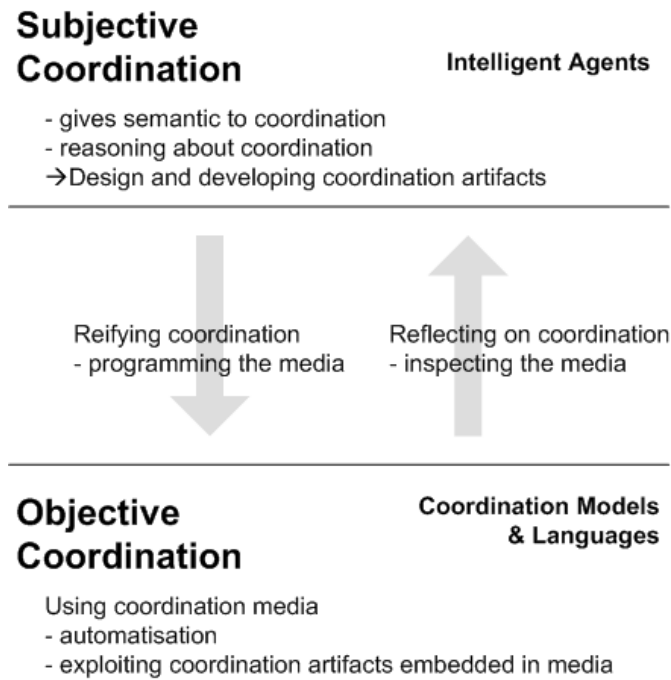 Subjective
Coordination
Intelligent Agents
- gives semantic to coordination
- reasoning about coordination
→Design and developing coordination artifacts
Reifying coordination
- programming the media
Reflecting on coordination
- inspecting the media
Objective
Coordination
Coordination Models
& Languages
Using coordination media
- automatisation
- exploiting coordination artifacts embedded in media